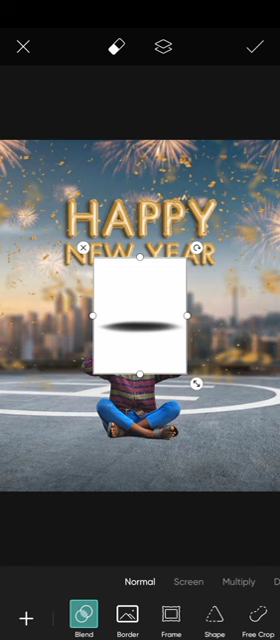 HAPPY
NEW YEAR
Normal Screen Multiply D
Blend Border Frame Shape Free Crop